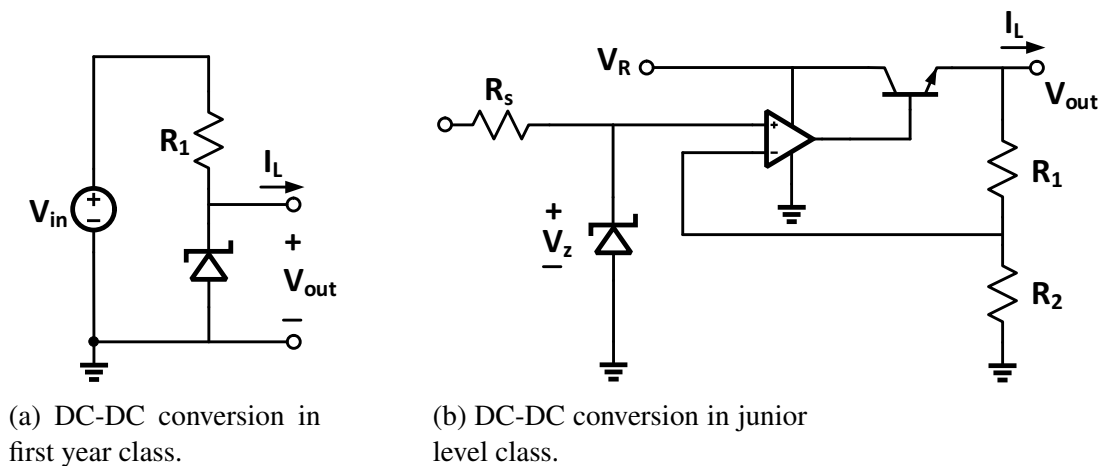 V_in
+
−
R_1
I_L
+
V_out
−
R_s
+
V_z
−
V_R
+
−
I_L
V_out
R_1
R_2
(a) DC-DC conversion in
first year class.
(b) DC-DC conversion in junior
level class.